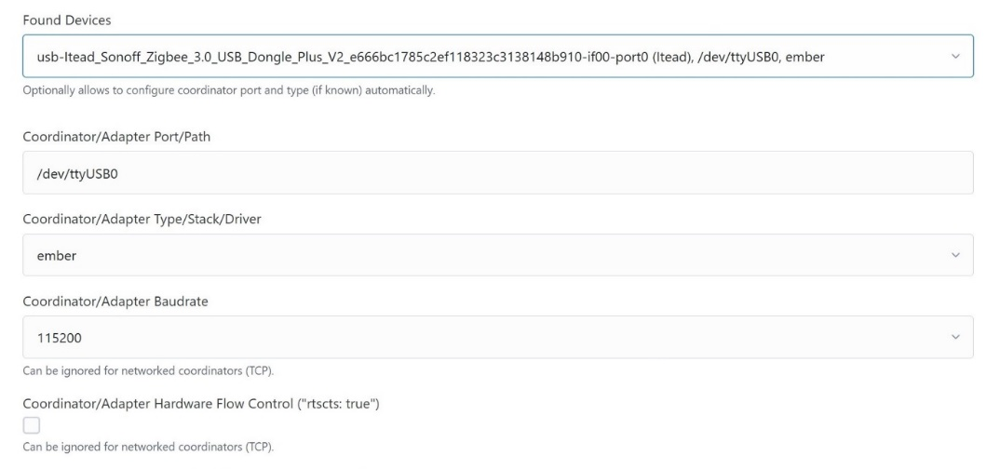 Found Devices
usb-Itead_Sonoff_Zigbee_3.0_USB_Dongle_Plus_V2_e666bc1785c2ef118323c3138148b910-if00-port0 (Itead), /dev/ttyUSB0, ember
Optionally allows to configure coordinator port and type (if known) automatically.
Coordinator/Adapter Port/Path
/dev/ttyUSB0
Coordinator/Adapter Type/Stack/Driver
ember
Coordinator/Adapter Baudrate
115200
Can be ignored for networked coordinators (TCP).
Coordinator/Adapter Hardware Flow Control ("rtscts: true")
Can be ignored for networked coordinators (TCP).